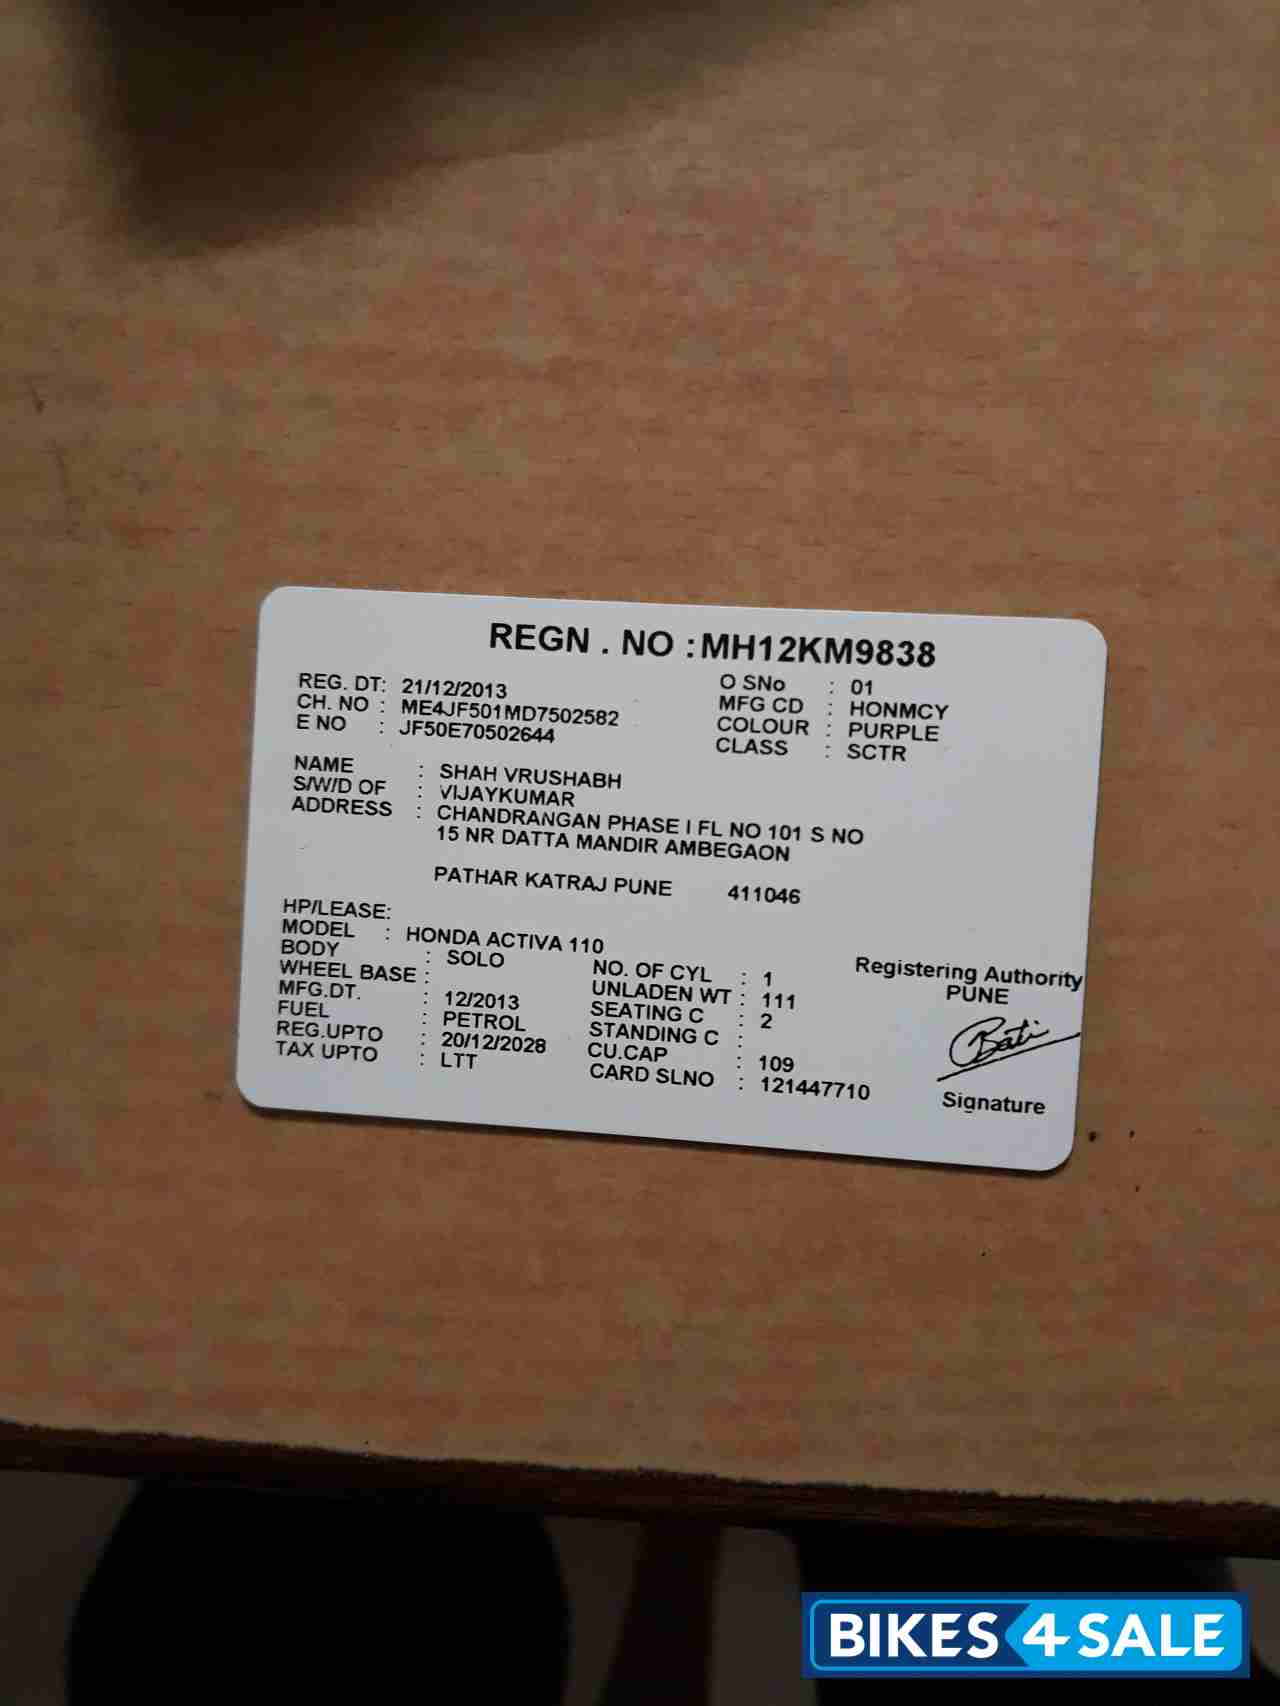 REGN . NO : MH12KM9838
REG. DT: 21/12/2013 O SNo : 01
CH. NO : ME4JF501MD7502582 MFG CD : HONMCY
E NO : JF50E70502644 COLOUR : PURPLE
CLASS : SCTR
NAME : SHAH VRUSHABH
S/W/D OF : VIJAYKUMAR
ADDRESS : CHANDRANGAN PHASE I FL NO 101 S NO
15 NR DATTA MANDIR AMBEGAON
PATHAR KATRAJ PUNE 411046
HP/LEASE:
MODEL : HONDA ACTIVA 110
BODY : SOLO NO. OF CYL : 1
WHEEL BASE : UNLADEN WT : 111
MFG.DT. : 12/2013 SEATING C : 2
FUEL : PETROL STANDING C :
REG.UPTO : 20/12/2028 CU.CAP : 109
TAX UPTO : LTT CARD SLNO : 121447710
Registering Authority
PUNE
Bati
Signature
BIKES4SALE